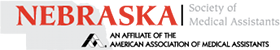 NEBRASKA
Society of
Medical Assistants
AN AFFILIATE OF THE
AMERICAN ASSOCIATION OF MEDICAL ASSISTANTS